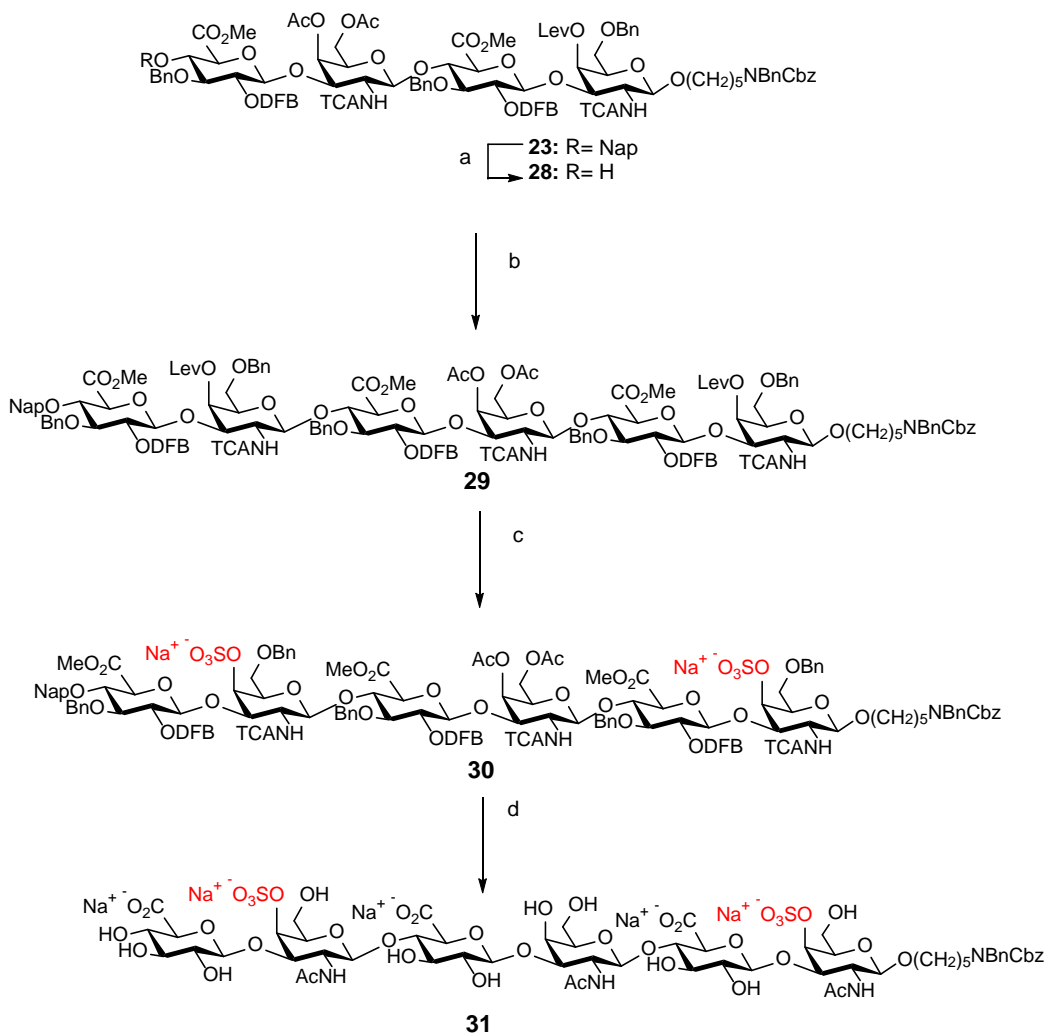 AcO OAc LevO OBn
CO₂Me CO₂Me
RO O O O O O O O O(CH₂)₅NBnCbz
BnO ODFB TCANH BnO ODFB TCANH
23: R= Nap
a
28: R= H
b
LevO OBn AcO OAc LevO OBn
CO₂Me CO₂Me CO₂Me
NapO O O O O O O O O O O O O(CH₂)₅NBnCbz
BnO ODFB TCANH BnO ODFB TCANH BnO ODFB TCANH
29
c
Na⁺ ⁻O₃SO OBn AcO OAc Na⁺ ⁻O₃SO OBn
MeO₂C MeO₂C MeO₂C
NapO O O O O O O O O O O O O(CH₂)₅NBnCbz
BnO ODFB TCANH BnO ODFB TCANH BnO ODFB TCANH
30
d
Na⁺ ⁻O₂C Na⁺ ⁻O₃SO OH Na⁺ ⁻O₂C HO OH Na⁺ ⁻O₂C Na⁺ ⁻O₃SO OH
HO O O O O O O O O O O O O(CH₂)₅NBnCbz
HO OH AcNH HO OH AcNH HO OH AcNH
31